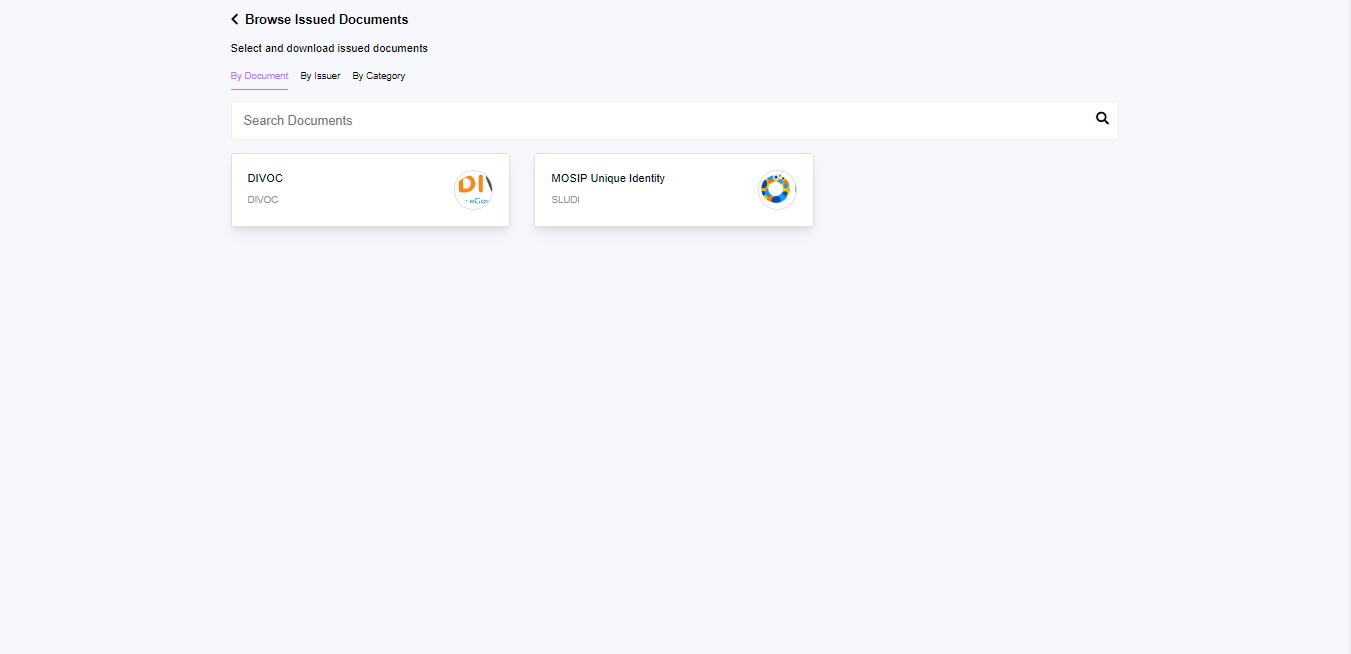 Browse Issued Documents
Select and download issued documents
By Document By Issuer By Category
Search Documents
DIVOC
DIVOC
DI
eGov
MOSIP Unique Identity
SLUDI